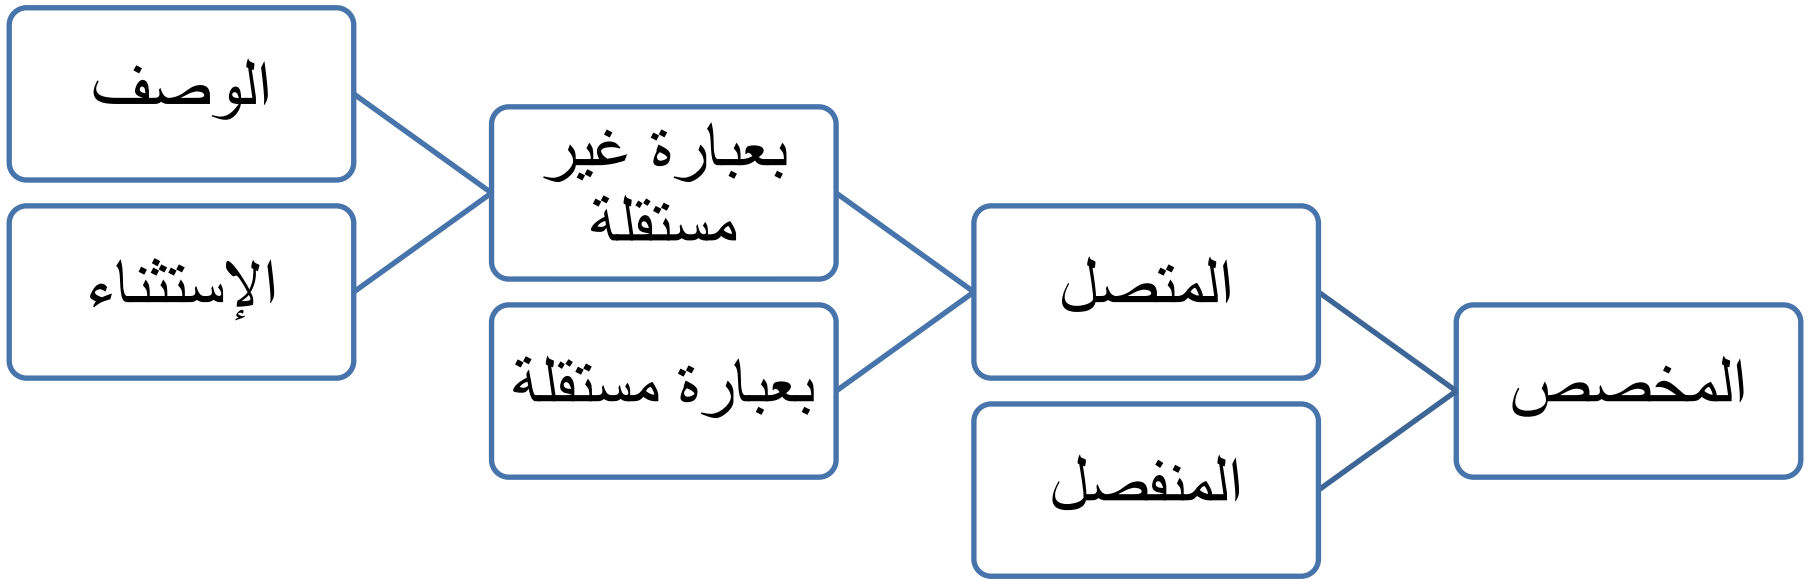 المخصص
المتصل
بعبارة غير
مستقلة
الوصف
الإستثناء
بعبارة مستقلة
المنفصل